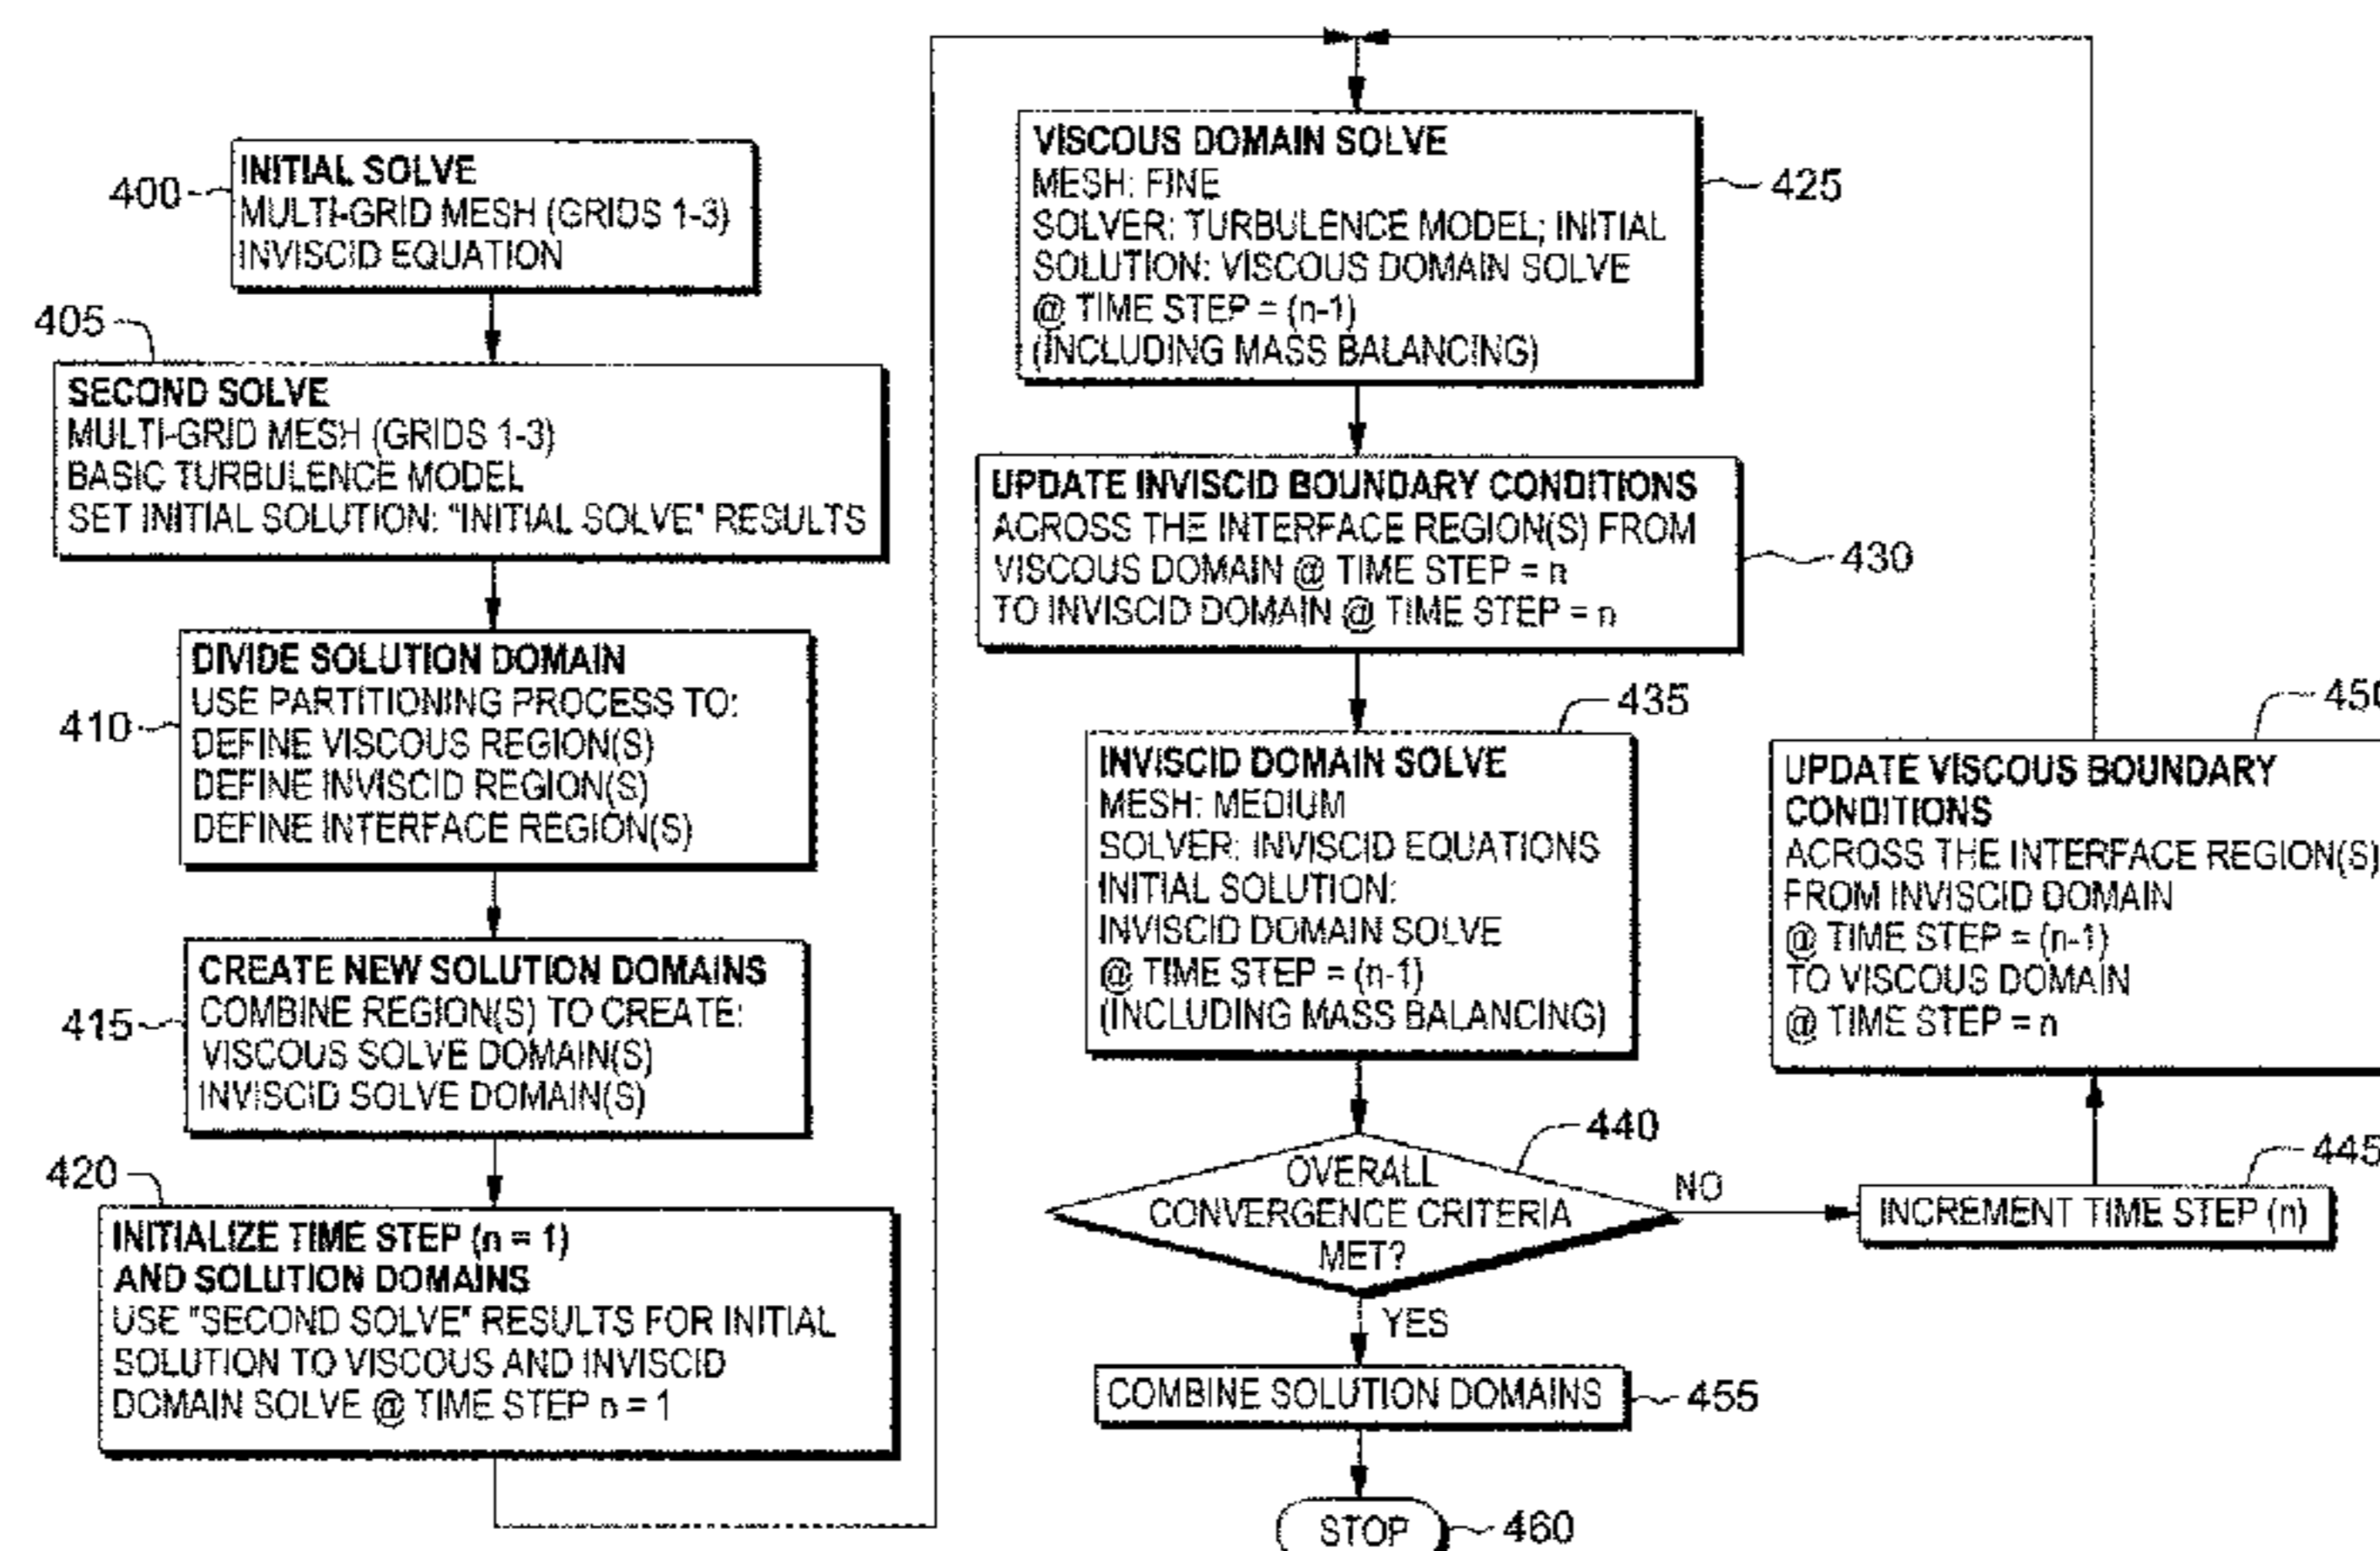 400
INITIAL SOLVE
MULTI-GRID MESH (GRIDS 1-3)
INVISCID EQUATION
405
SECOND SOLVE
MULTI-GRID MESH (GRIDS 1-3)
BASIC TURBULENCE MODEL
SET INITIAL SOLUTION: "INITIAL SOLVE" RESULTS
410
DIVIDE SOLUTION DOMAIN
USE PARTITIONING PROCESS TO:
DEFINE VISCOUS REGION(S)
DEFINE INVISCID REGION(S)
DEFINE INTERFACE REGION(S)
415
CREATE NEW SOLUTION DOMAINS
COMBINE REGION(S) TO CREATE:
VISCOUS SOLVE DOMAIN(S)
INVISCID SOLVE DOMAIN(S)
420
INITIALIZE TIME STEP (n = 1)
AND SOLUTION DOMAINS
USE "SECOND SOLVE" RESULTS FOR INITIAL
SOLUTION TO VISCOUS AND INVISCID
DOMAIN SOLVE @ TIME STEP n = 1
VISCOUS DOMAIN SOLVE
MESH: FINE
SOLVER: TURBULENCE MODEL; INITIAL
SOLUTION: VISCOUS DOMAIN SOLVE
@ TIME STEP = (n-1)
(INCLUDING MASS BALANCING)
425
UPDATE INVISCID BOUNDARY CONDITIONS
ACROSS THE INTERFACE REGION(S) FROM
VISCOUS DOMAIN @ TIME STEP = n
TO INVISCID DOMAIN @ TIME STEP = n
430
435
INVISCID DOMAIN SOLVE
MESH: MEDIUM
SOLVER: INVISCID EQUATIONS
INITIAL SOLUTION:
INVISCID DOMAIN SOLVE
@ TIME STEP = (n-1)
(INCLUDING MASS BALANCING)
440
OVERALL
CONVERGENCE CRITERIA
MET?
NO
YES
445
INCREMENT TIME STEP (n)
450
UPDATE VISCOUS BOUNDARY
CONDITIONS
ACROSS THE INTERFACE REGION(S)
FROM INVISCID DOMAIN
@ TIME STEP = (n-1)
TO VISCOUS DOMAIN
@ TIME STEP = n
COMBINE SOLUTION DOMAINS
455
STOP
460